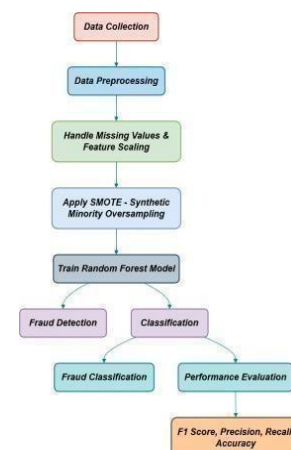 Data Collection
Data Preprocessing
Handle Missing Values &
Feature Scaling
Apply SMOTE - Synthetic
Minority Oversampling
Train Random Forest Model
Fraud Detection
Classification
Fraud Classification
Performance Evaluation
F1 Score, Precision, Recall
Accuracy